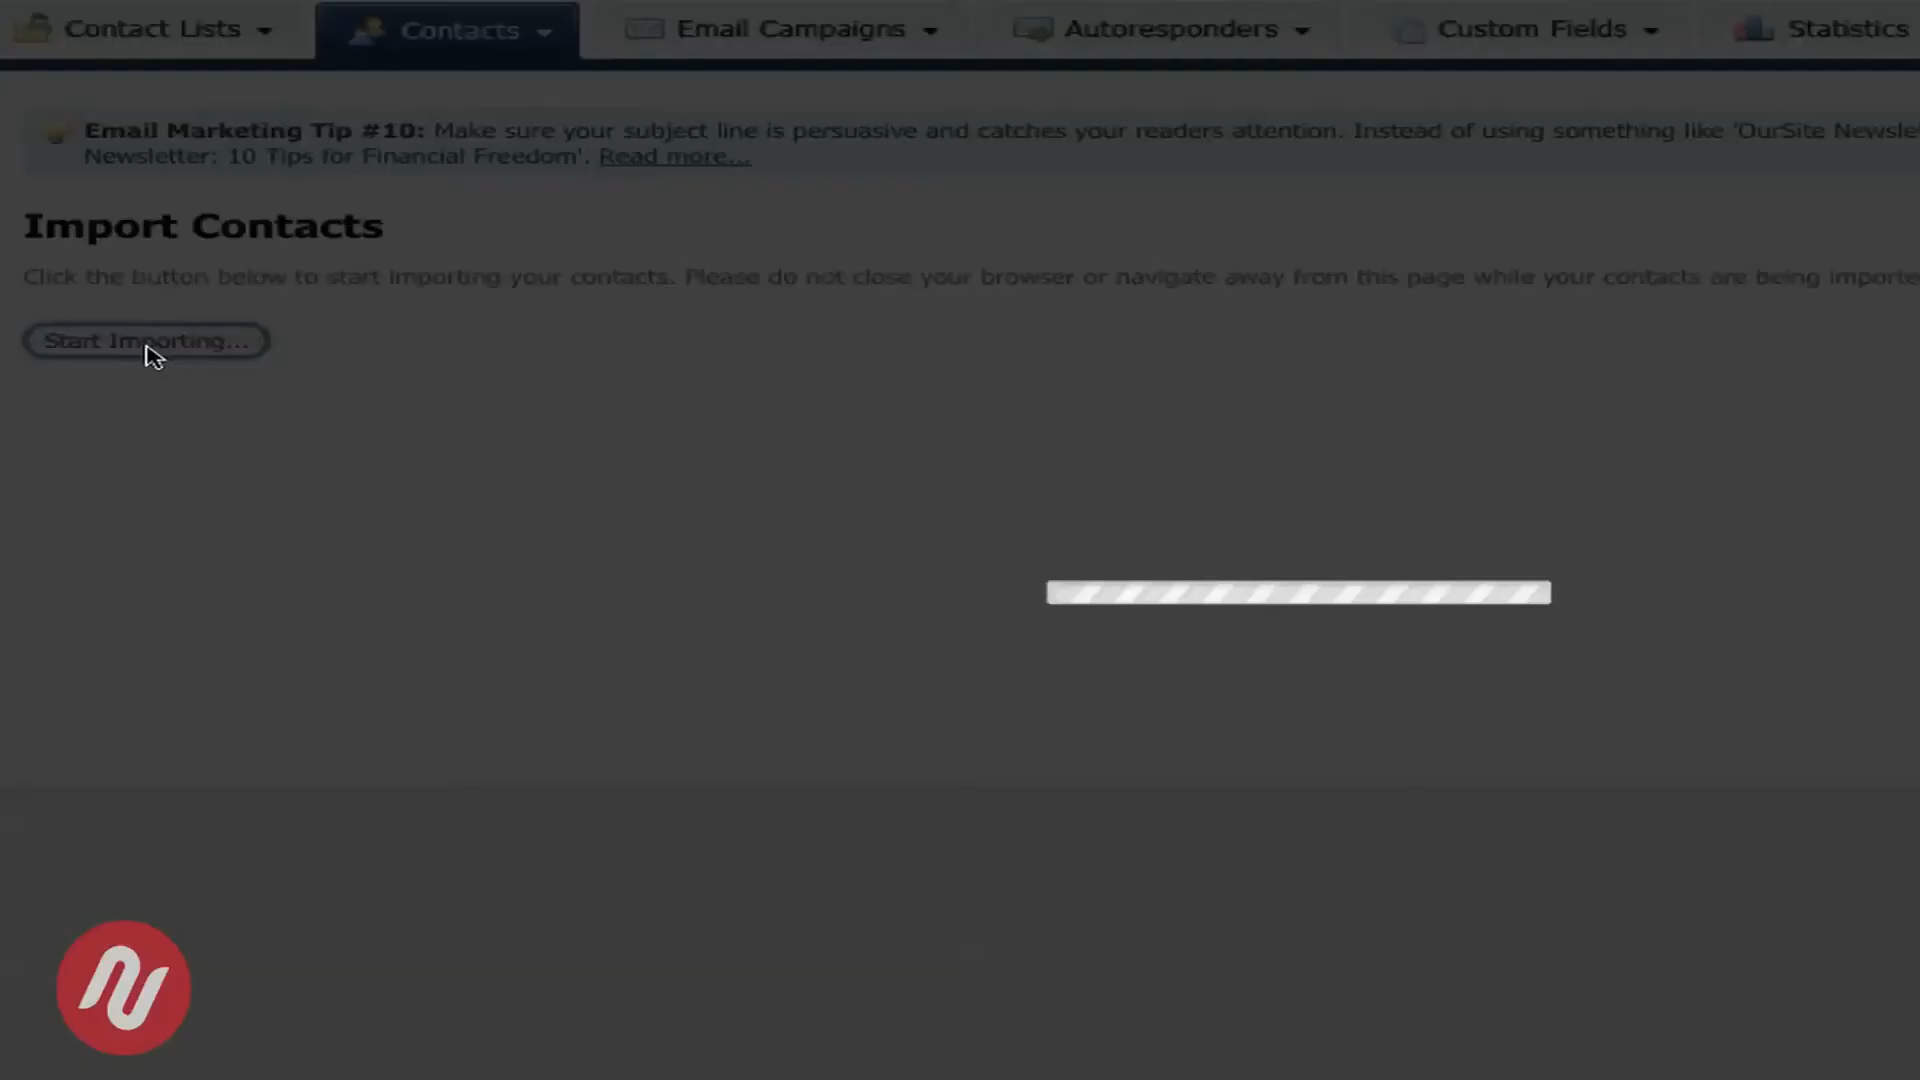 Contact Lists
Contacts
Email Campaigns
Autoresponders
Custom Fields
Statistics
Email Marketing Tip #10: Make sure your subject line is persuasive and catches your readers attention. Instead of using something like 'OurSite Newsle
Newsletter: 10 Tips for Financial Freedom'. Read more...
Import Contacts
Click the button below to start importing your contacts. Please do not close your browser or navigate away from this page while your contacts are being importe
Start Importing...